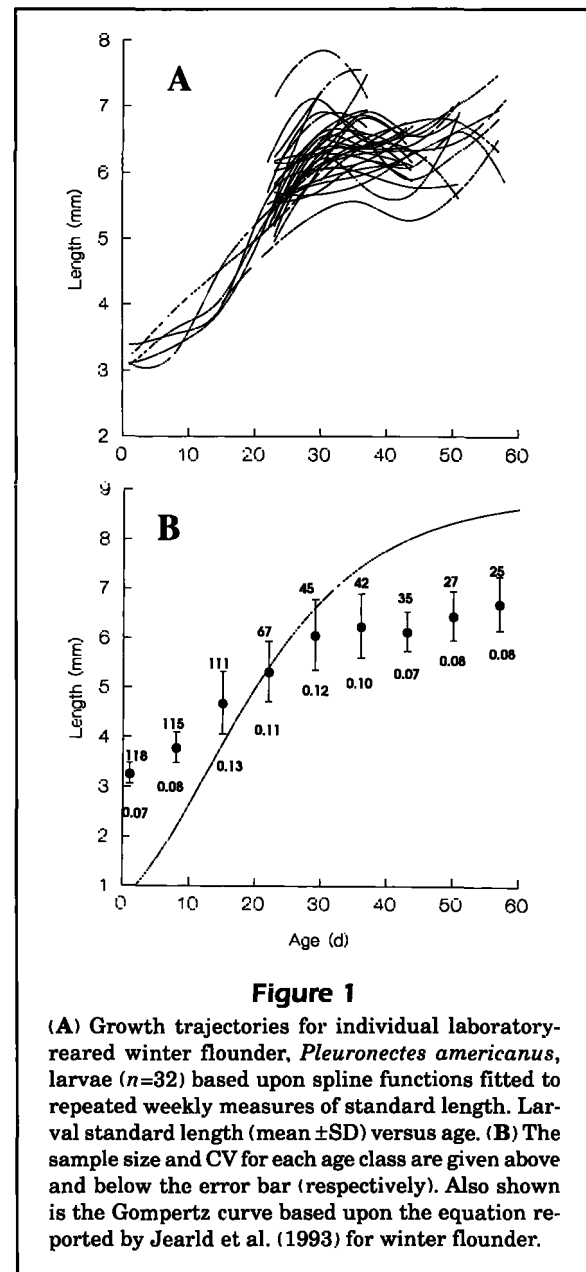 A
8
7
6
5
4
3
2
Length (mm)
0 10 20 30 40 50 60
B
9
8
7
6
5
4
3
2
1
Length (mm)
118 115 111 67 45 42 35 27 25
0.07 0.08 0.13 0.11 0.12 0.10 0.07 0.08 0.08
0 10 20 30 40 50 60
Age (d)
Figure 1
(A) Growth trajectories for individual laboratory-
reared winter flounder, Pleuronectes americanus,
larvae (n=32) based upon spline functions fitted to
repeated weekly measures of standard length. Lar-
val standard length (mean ±SD) versus age. (B) The
sample size and CV for each age class are given above
and below the error bar (respectively). Also shown
is the Gompertz curve based upon the equation re-
ported by Jearld et al. (1993) for winter flounder.